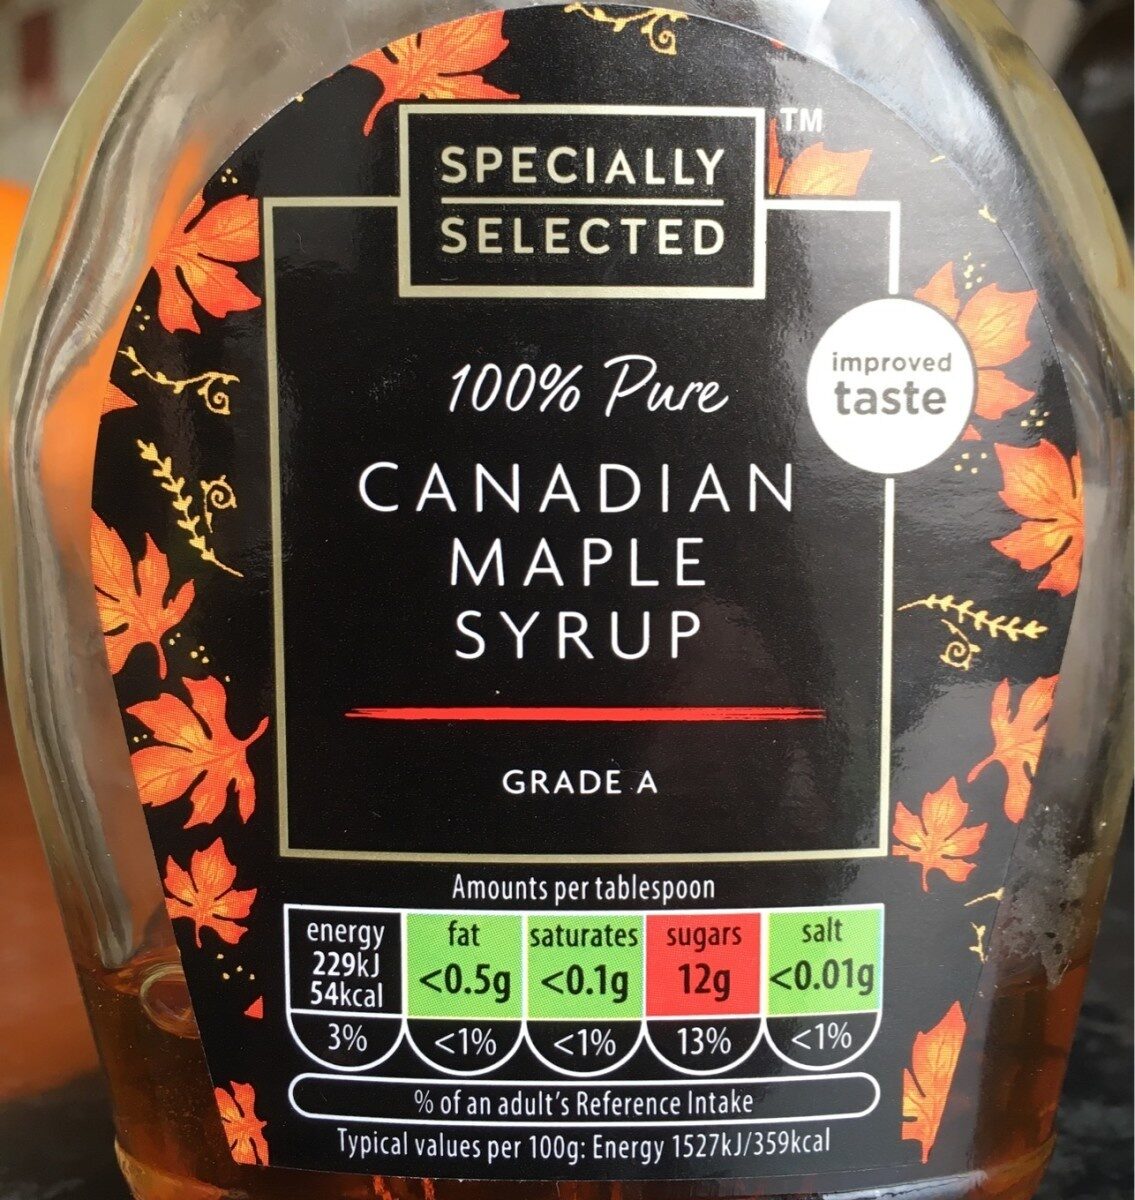 SPECIALLY
SELECTED
TM
100% Pure
improved
taste
CANADIAN
MAPLE
SYRUP
GRADE A
Amounts per tablespoon
energy fat saturates sugars salt
229kJ
54kcal <0.5g <0.1g 12g <0.01g
3% <1% <1% 13% <1%
% of an adult's Reference Intake
Typical values per 100g: Energy 1527kJ/359kcal